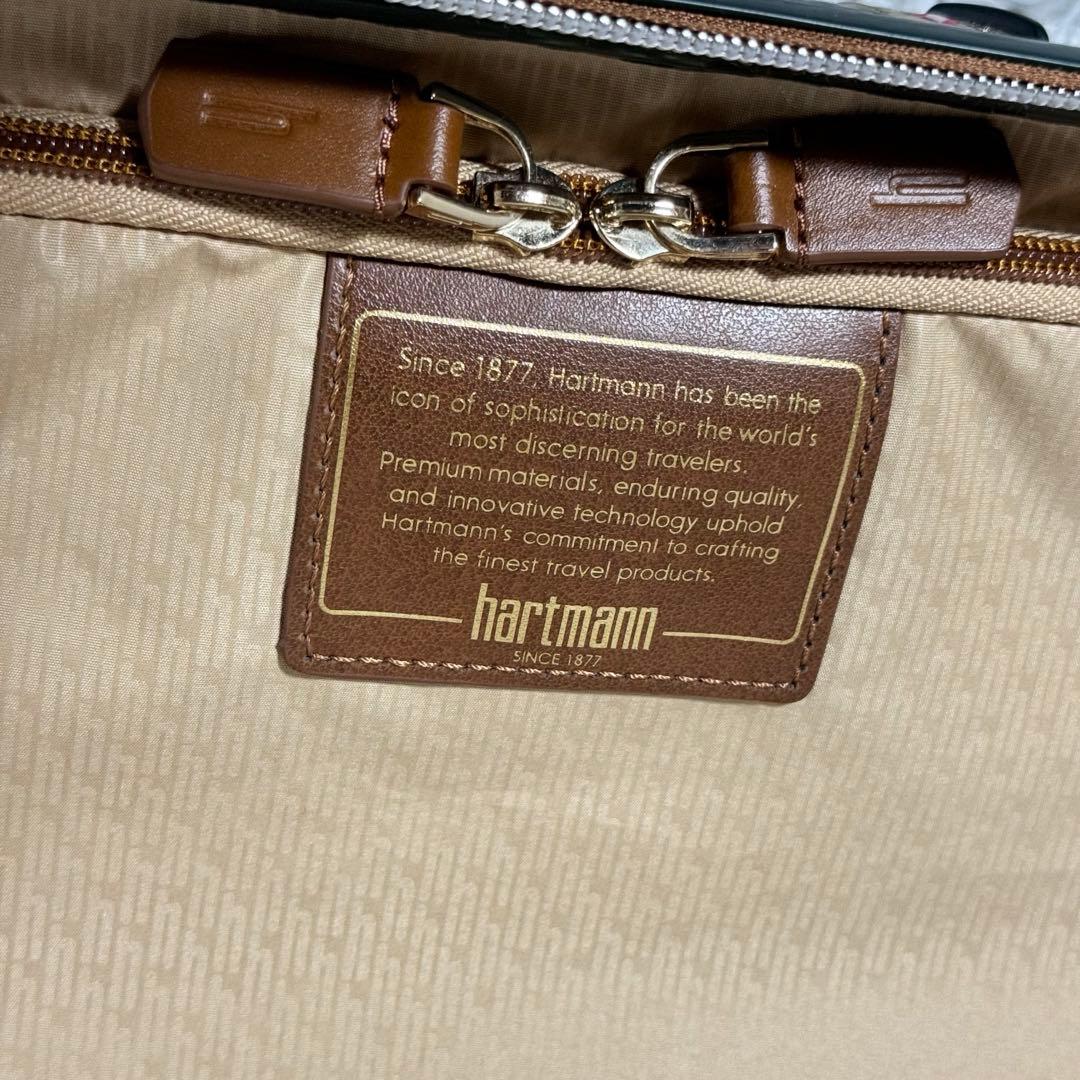 h
h
Since 1877, Hartmann has been the
icon of sophistication for the world's
most discerning travelers.
Premium materials, enduring quality,
and innovative technology uphold
Hartmann's commitment to crafting
the finest travel products.
hartmann
SINCE 1877